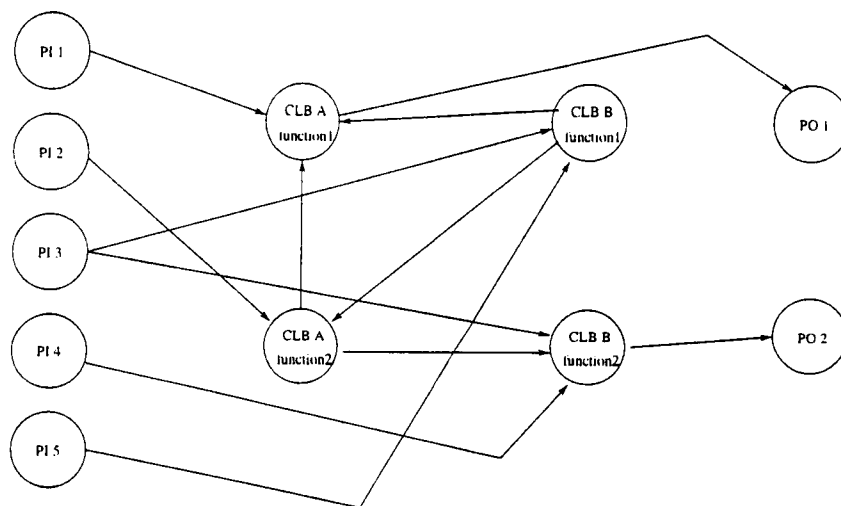 PI 1
CLB A
function1
CLB B
function1
PO 1
PI 2
PI 3
PI 4
CLB A
function2
CLB B
function2
PO 2
PI 5